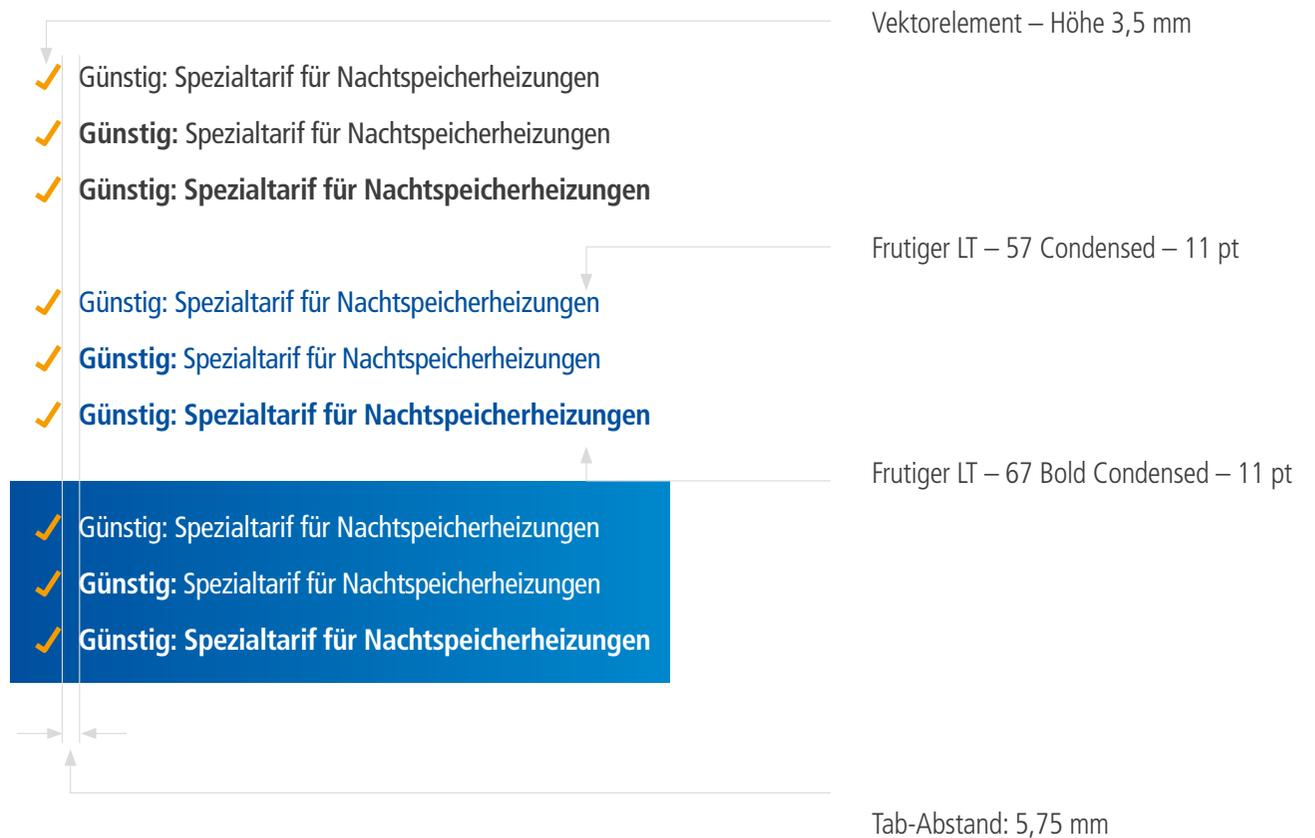 Vektorelement – Höhe 3,5 mm
Günstig: Spezialtarif für Nachtspeicherheizungen
Günstig: Spezialtarif für Nachtspeicherheizungen
Günstig: Spezialtarif für Nachtspeicherheizungen
Frutiger LT – 57 Condensed – 11 pt
Günstig: Spezialtarif für Nachtspeicherheizungen
Günstig: Spezialtarif für Nachtspeicherheizungen
Günstig: Spezialtarif für Nachtspeicherheizungen
Frutiger LT – 67 Bold Condensed – 11 pt
Günstig: Spezialtarif für Nachtspeicherheizungen
Günstig: Spezialtarif für Nachtspeicherheizungen
Günstig: Spezialtarif für Nachtspeicherheizungen
Tab-Abstand: 5,75 mm